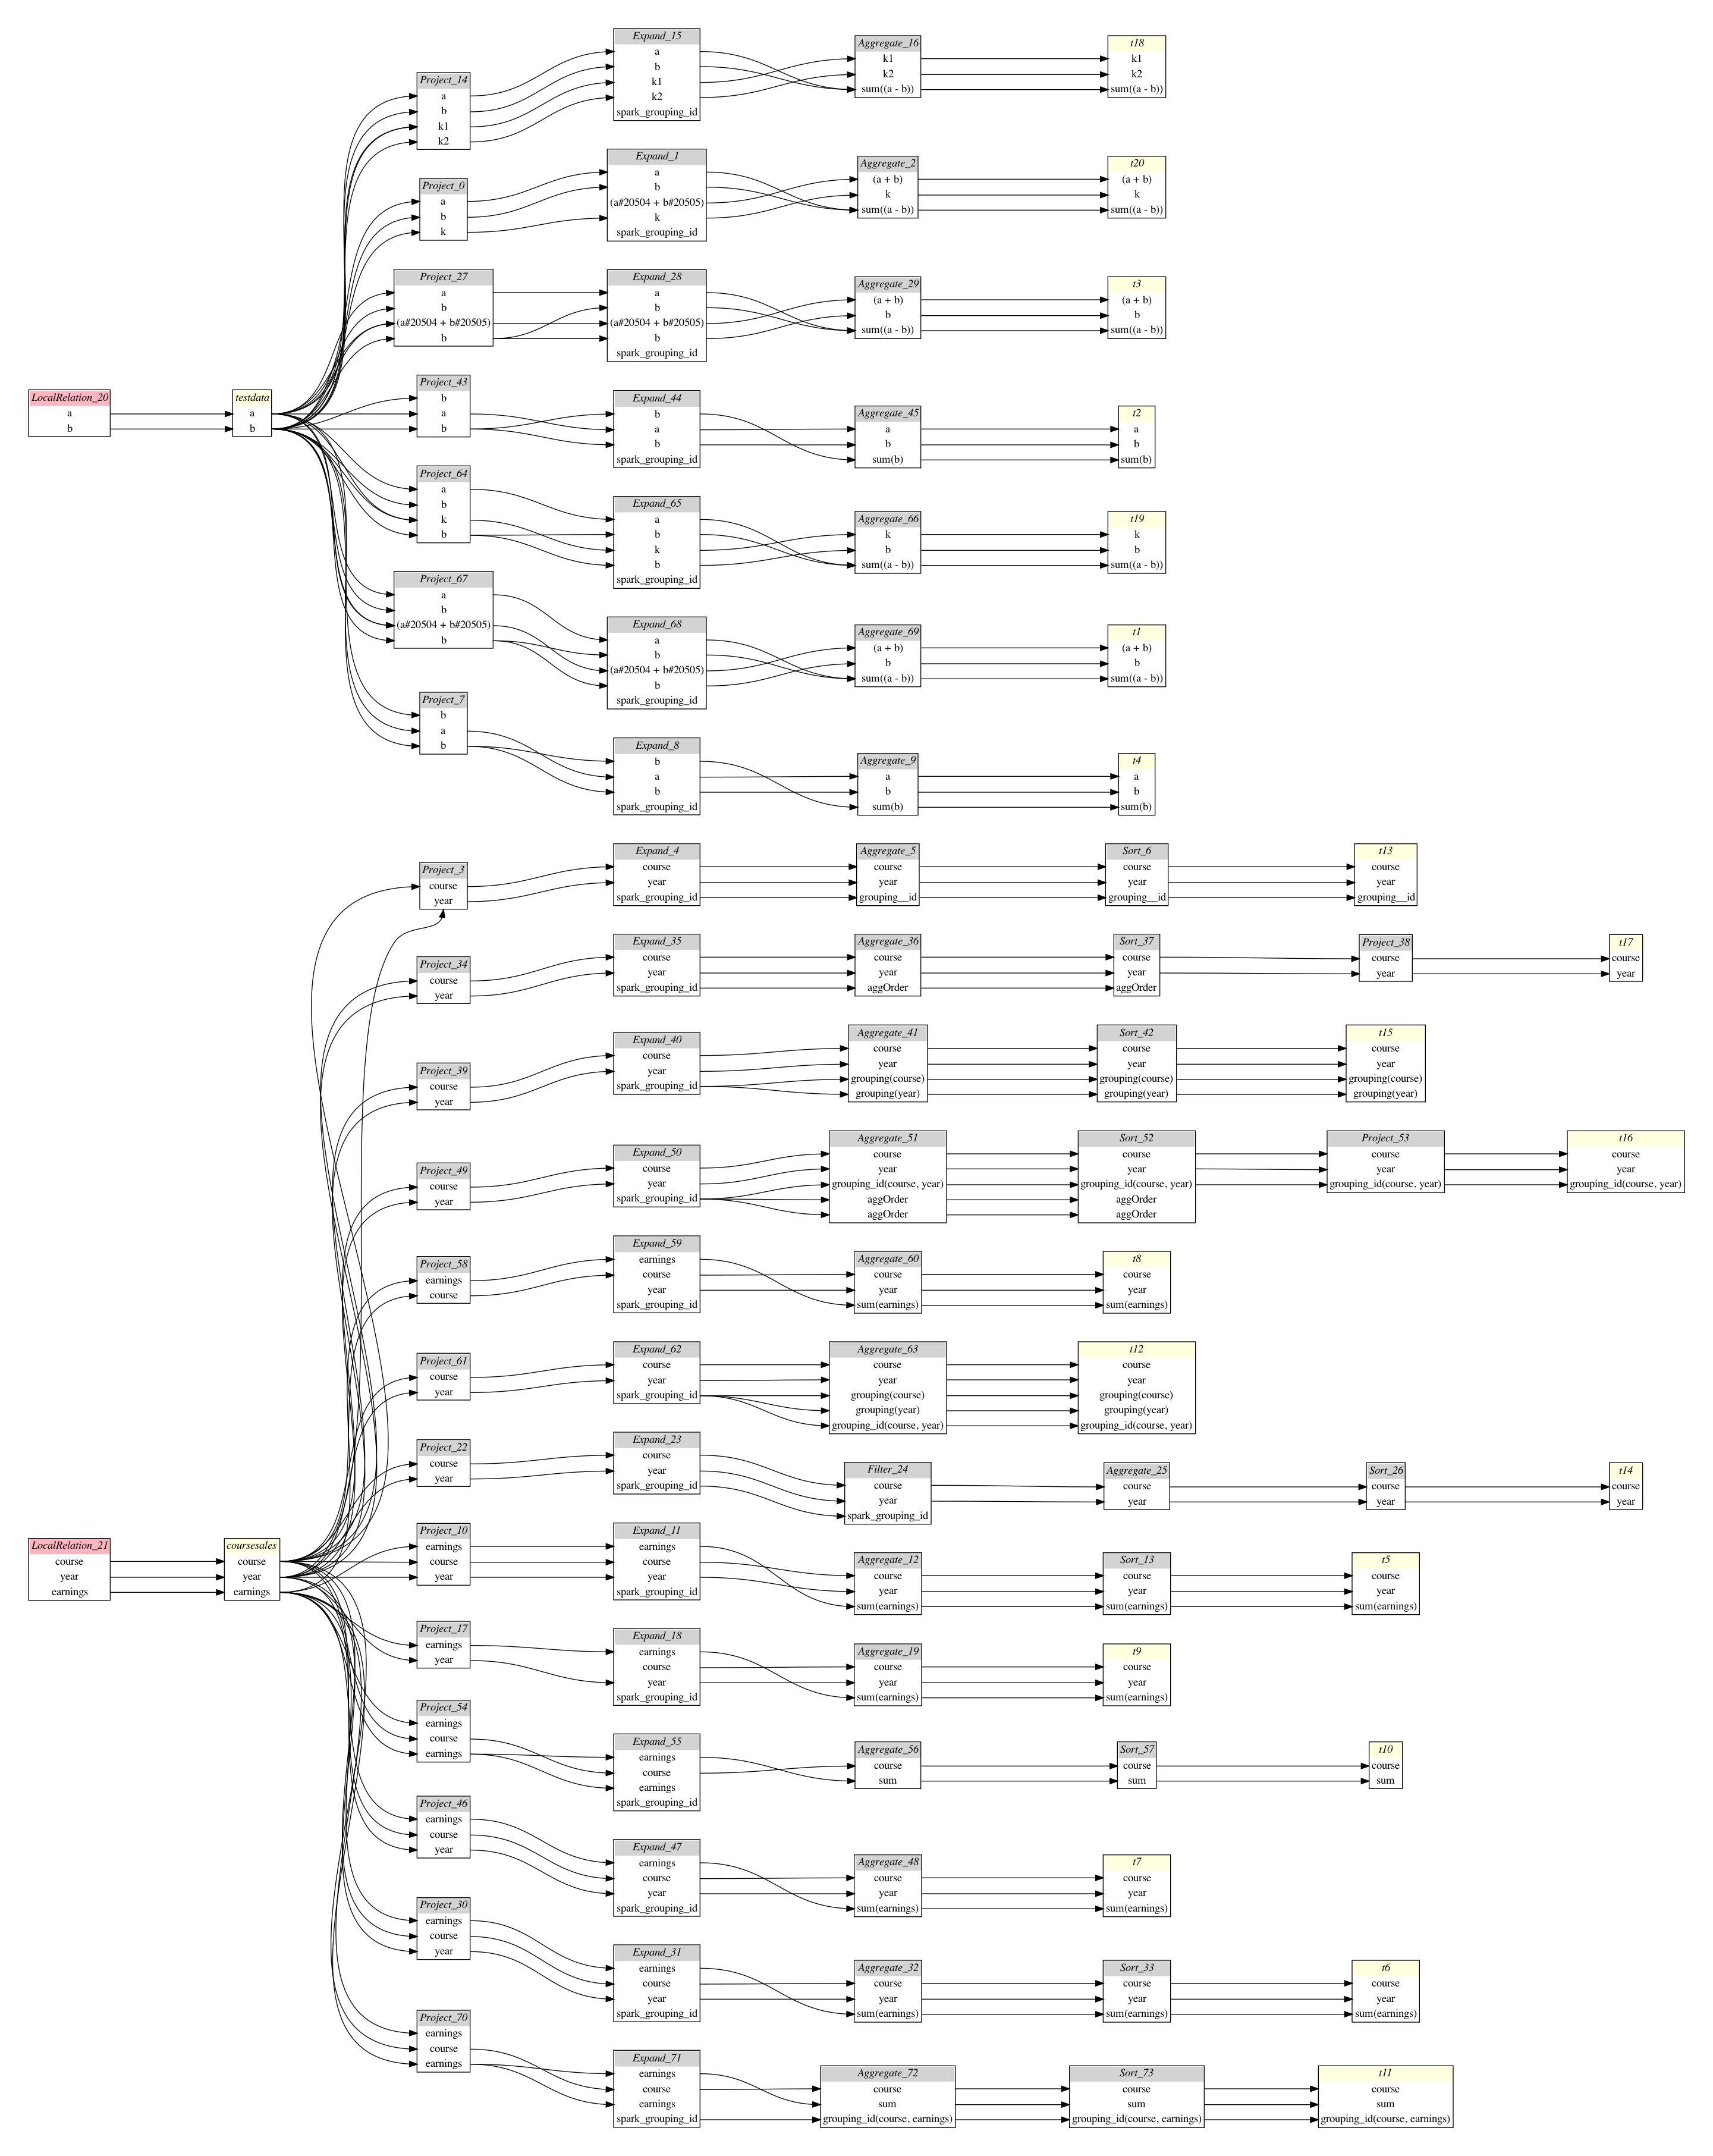 LocalRelation_20
a
b
testdata
a
b
Project_14
a
b
k1
k2
Expand_15
a
b
k1
k2
spark_grouping_id
Aggregate_16
k1
k2
sum((a - b))
t18
k1
k2
sum((a - b))
Project_0
a
b
k
Expand_1
a
b
(a#20504 + b#20505)
k
spark_grouping_id
Aggregate_2
(a + b)
k
sum((a - b))
t20
(a + b)
k
sum((a - b))
Project_27
a
b
(a#20504 + b#20505)
b
Expand_28
a
b
(a#20504 + b#20505)
b
spark_grouping_id
Aggregate_29
(a + b)
b
sum((a - b))
t3
(a + b)
b
sum((a - b))
Project_43
b
a
b
Expand_44
b
a
b
spark_grouping_id
Aggregate_45
a
b
sum(b)
t2
a
b
sum(b)
Project_64
a
b
k
b
Expand_65
a
b
k
b
spark_grouping_id
Aggregate_66
k
b
sum((a - b))
t19
k
b
sum((a - b))
Project_67
a
b
(a#20504 + b#20505)
b
Expand_68
a
b
(a#20504 + b#20505)
b
spark_grouping_id
Aggregate_69
(a + b)
b
sum((a - b))
t1
(a + b)
b
sum((a - b))
Project_7
b
a
b
Expand_8
b
a
b
spark_grouping_id
Aggregate_9
a
b
sum(b)
t4
a
b
sum(b)
LocalRelation_21
course
year
earnings
coursesales
course
year
earnings
Project_3
course
year
Expand_4
course
year
spark_grouping_id
Aggregate_5
course
year
grouping__id
Sort_6
course
year
grouping__id
t13
course
year
grouping__id
Project_34
course
year
Expand_35
course
year
spark_grouping_id
Aggregate_36
course
year
aggOrder
Sort_37
course
year
aggOrder
Project_38
course
year
t17
course
year
Project_39
course
year
Expand_40
course
year
spark_grouping_id
Aggregate_41
course
year
grouping(course)
grouping(year)
Sort_42
course
year
grouping(course)
grouping(year)
t15
course
year
grouping(course)
grouping(year)
Project_49
course
year
Expand_50
course
year
spark_grouping_id
Aggregate_51
course
year
grouping_id(course, year)
aggOrder
aggOrder
Sort_52
course
year
grouping_id(course, year)
aggOrder
aggOrder
Project_53
course
year
grouping_id(course, year)
t16
course
year
grouping_id(course, year)
Project_58
earnings
course
Expand_59
earnings
course
year
spark_grouping_id
Aggregate_60
course
year
sum(earnings)
t8
course
year
sum(earnings)
Project_61
course
year
Expand_62
course
year
spark_grouping_id
Aggregate_63
course
year
grouping(course)
grouping(year)
grouping_id(course, year)
t12
course
year
grouping(course)
grouping(year)
grouping_id(course, year)
Project_22
course
year
Expand_23
course
year
spark_grouping_id
Filter_24
course
year
spark_grouping_id
Aggregate_25
course
year
Sort_26
course
year
t14
course
year
Project_10
earnings
course
year
Expand_11
earnings
course
year
spark_grouping_id
Aggregate_12
course
year
sum(earnings)
Sort_13
course
year
sum(earnings)
t5
course
year
sum(earnings)
Project_17
earnings
year
Expand_18
earnings
course
year
spark_grouping_id
Aggregate_19
course
year
sum(earnings)
t9
course
year
sum(earnings)
Project_54
earnings
course
earnings
Expand_55
earnings
course
earnings
spark_grouping_id
Aggregate_56
course
sum
Sort_57
course
sum
t10
course
sum
Project_46
earnings
course
year
Expand_47
earnings
course
year
spark_grouping_id
Aggregate_48
course
year
sum(earnings)
t7
course
year
sum(earnings)
Project_30
earnings
course
year
Expand_31
earnings
course
year
spark_grouping_id
Aggregate_32
course
year
sum(earnings)
Sort_33
course
year
sum(earnings)
t6
course
year
sum(earnings)
Project_70
earnings
course
earnings
Expand_71
earnings
course
earnings
spark_grouping_id
Aggregate_72
course
sum
grouping_id(course, earnings)
Sort_73
course
sum
grouping_id(course, earnings)
t11
course
sum
grouping_id(course, earnings)